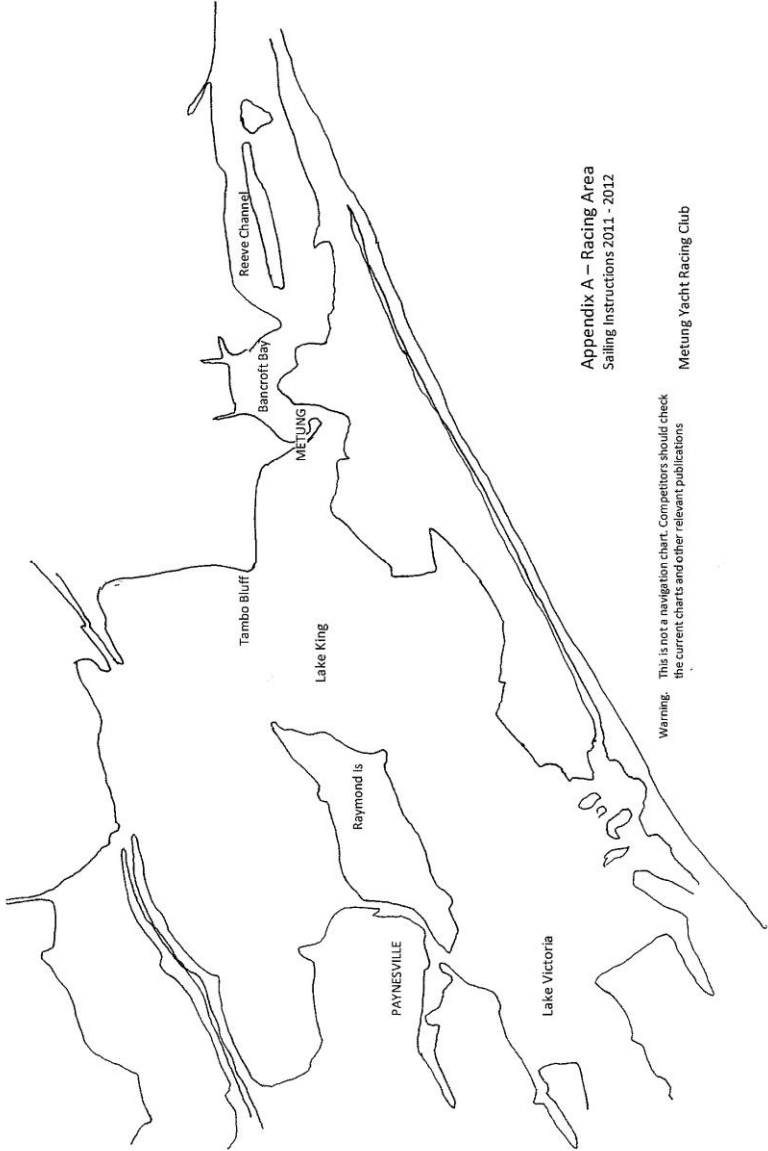 Reeve Channel
Bancroft Bay
METUNG
Tambo Bluff
Lake King
Raymond Is
PAYNESVILLE
Lake Victoria
Appendix A – Racing Area
Sailing Instructions 2011 - 2012
Metung Yacht Racing Club
Warning. This is not a navigation chart. Competitors should check
the current charts and other relevant publications